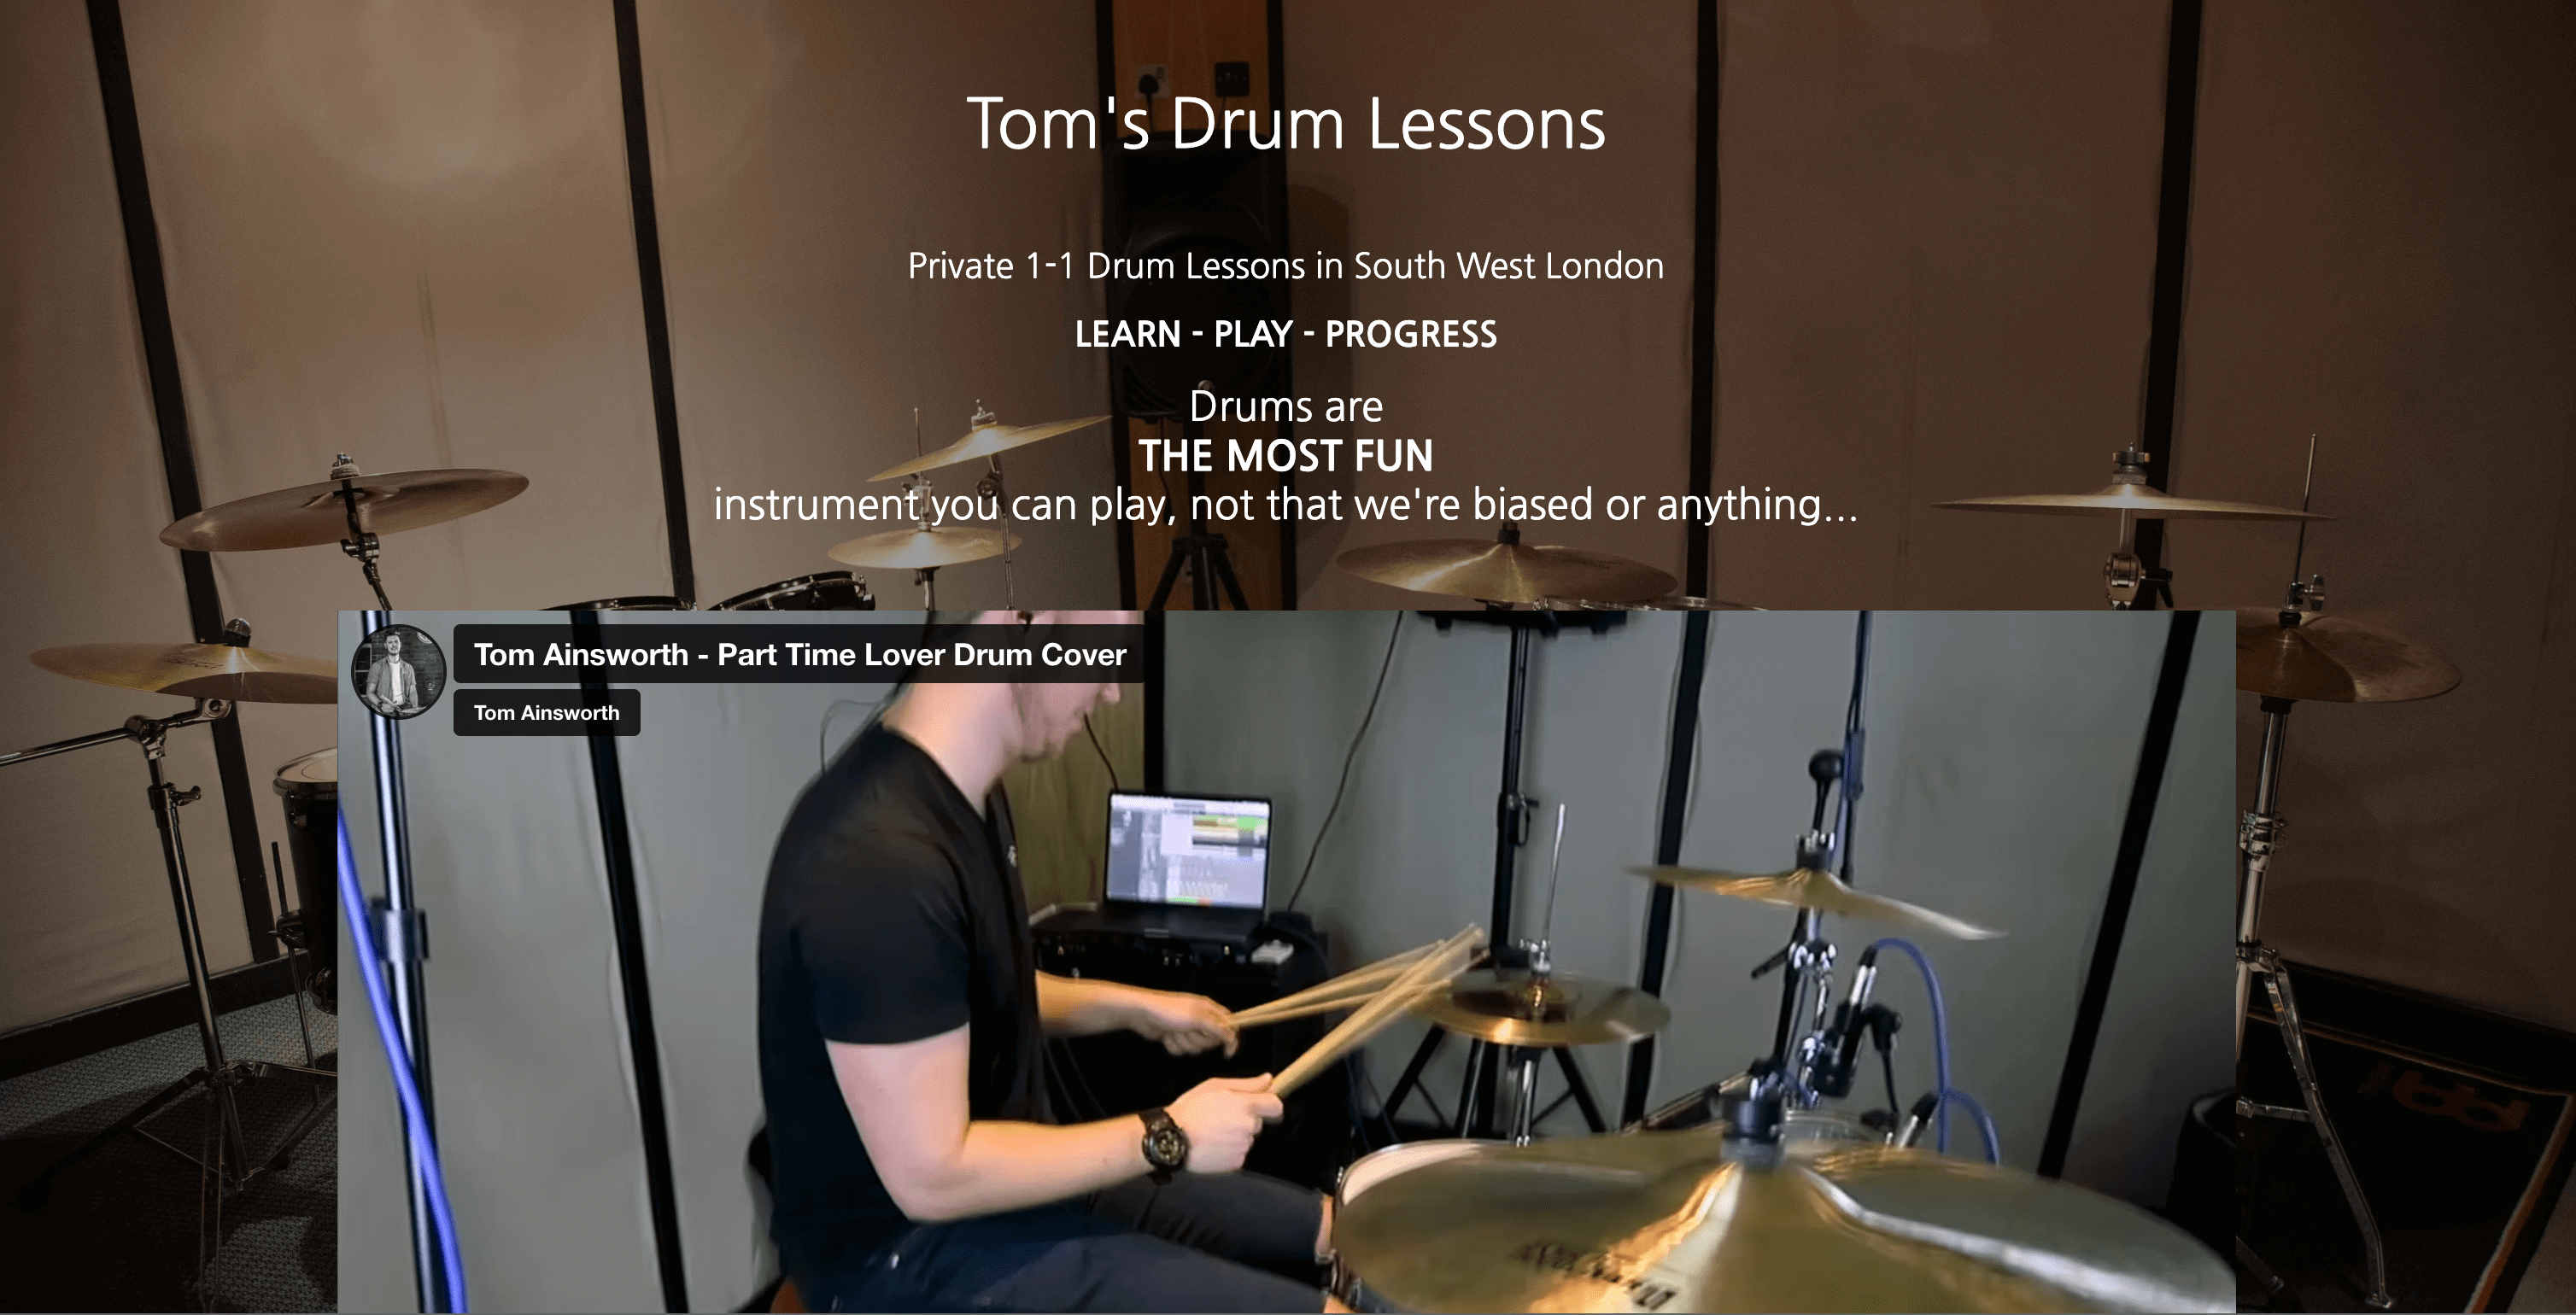 Tom's Drum Lessons
Private 1-1 Drum Lessons in South West London
LEARN - PLAY - PROGRESS
Drums are
THE MOST FUN
instrument you can play, not that we're biased or anything...
Tom Ainsworth - Part Time Lover Drum Cover
Tom Ainsworth